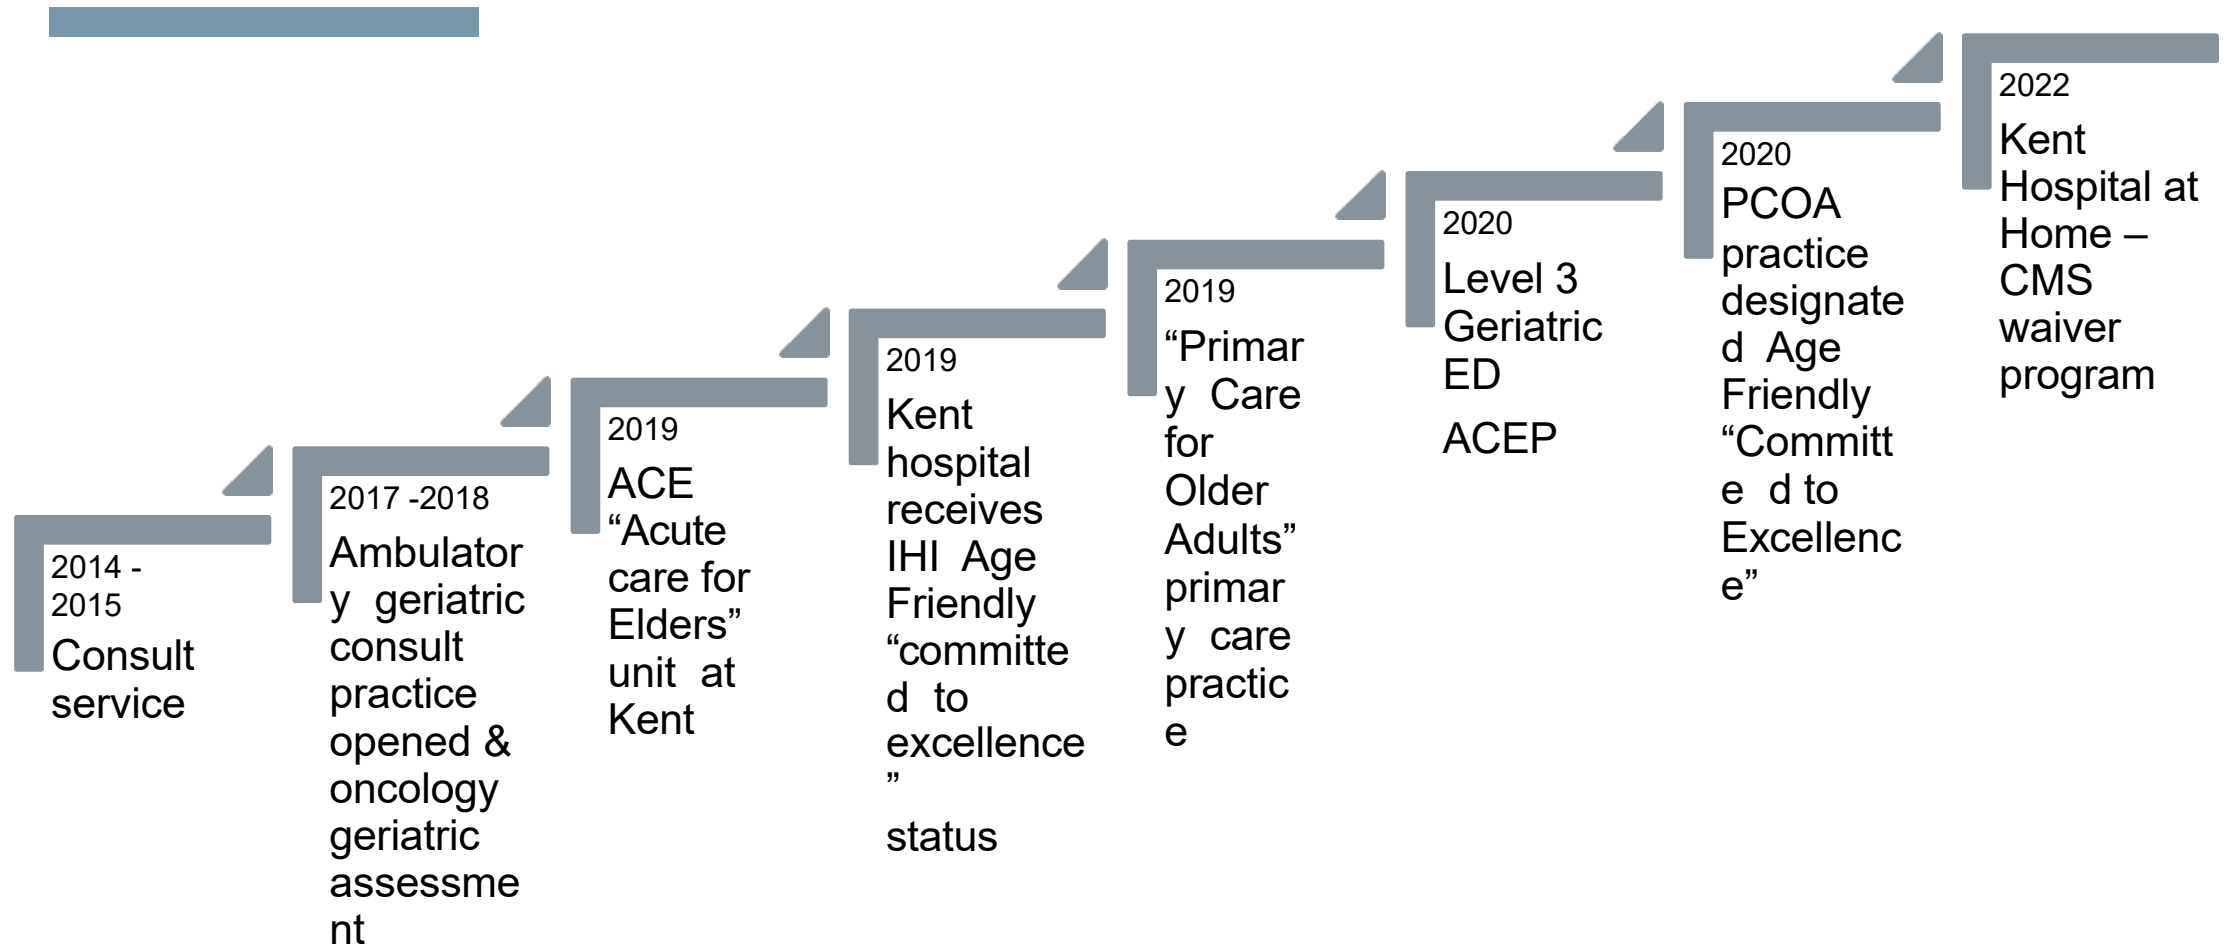 2014 -
2015
Consult
service
2017 -2018
Ambulator
y geriatric
consult
practice
opened &
oncology
geriatric
assessme
nt
2019
ACE
“Acute
care for
Elders”
unit at
Kent
2019
Kent
hospital
receives
IHI Age
Friendly
“committe
d to
excellence
”
status
2019
“Primar
y Care
for
Older
Adults”
primar
y care
practic
e
2020
Level 3
Geriatric
ED
ACEP
2020
PCOA
practice
designate
d Age
Friendly
“Committ
e d to
Excellenc
e”
2022
Kent
Hospital at
Home –
CMS
waiver
program